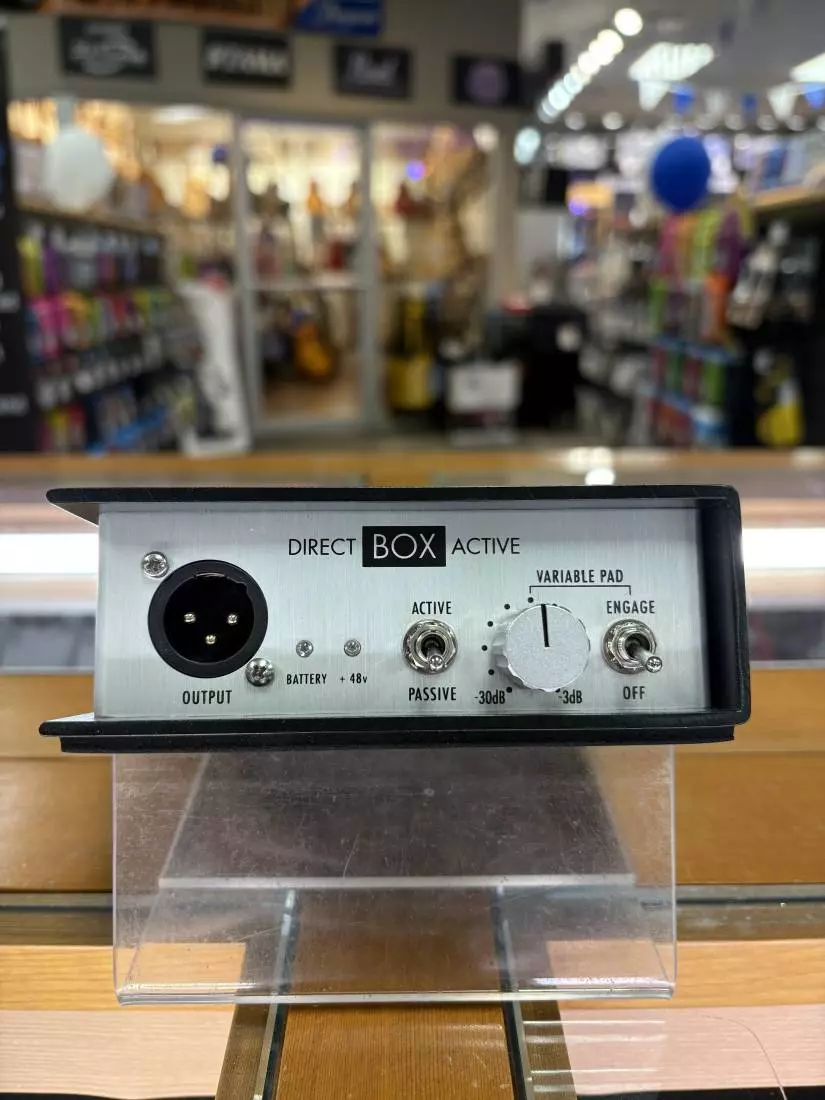 DIRECT BOX ACTIVE
VARIABLE PAD
ACTIVE
ENGAGE
OUTPUT
BATTERY
+ 48v
PASSIVE
-30dB
-3dB
OFF